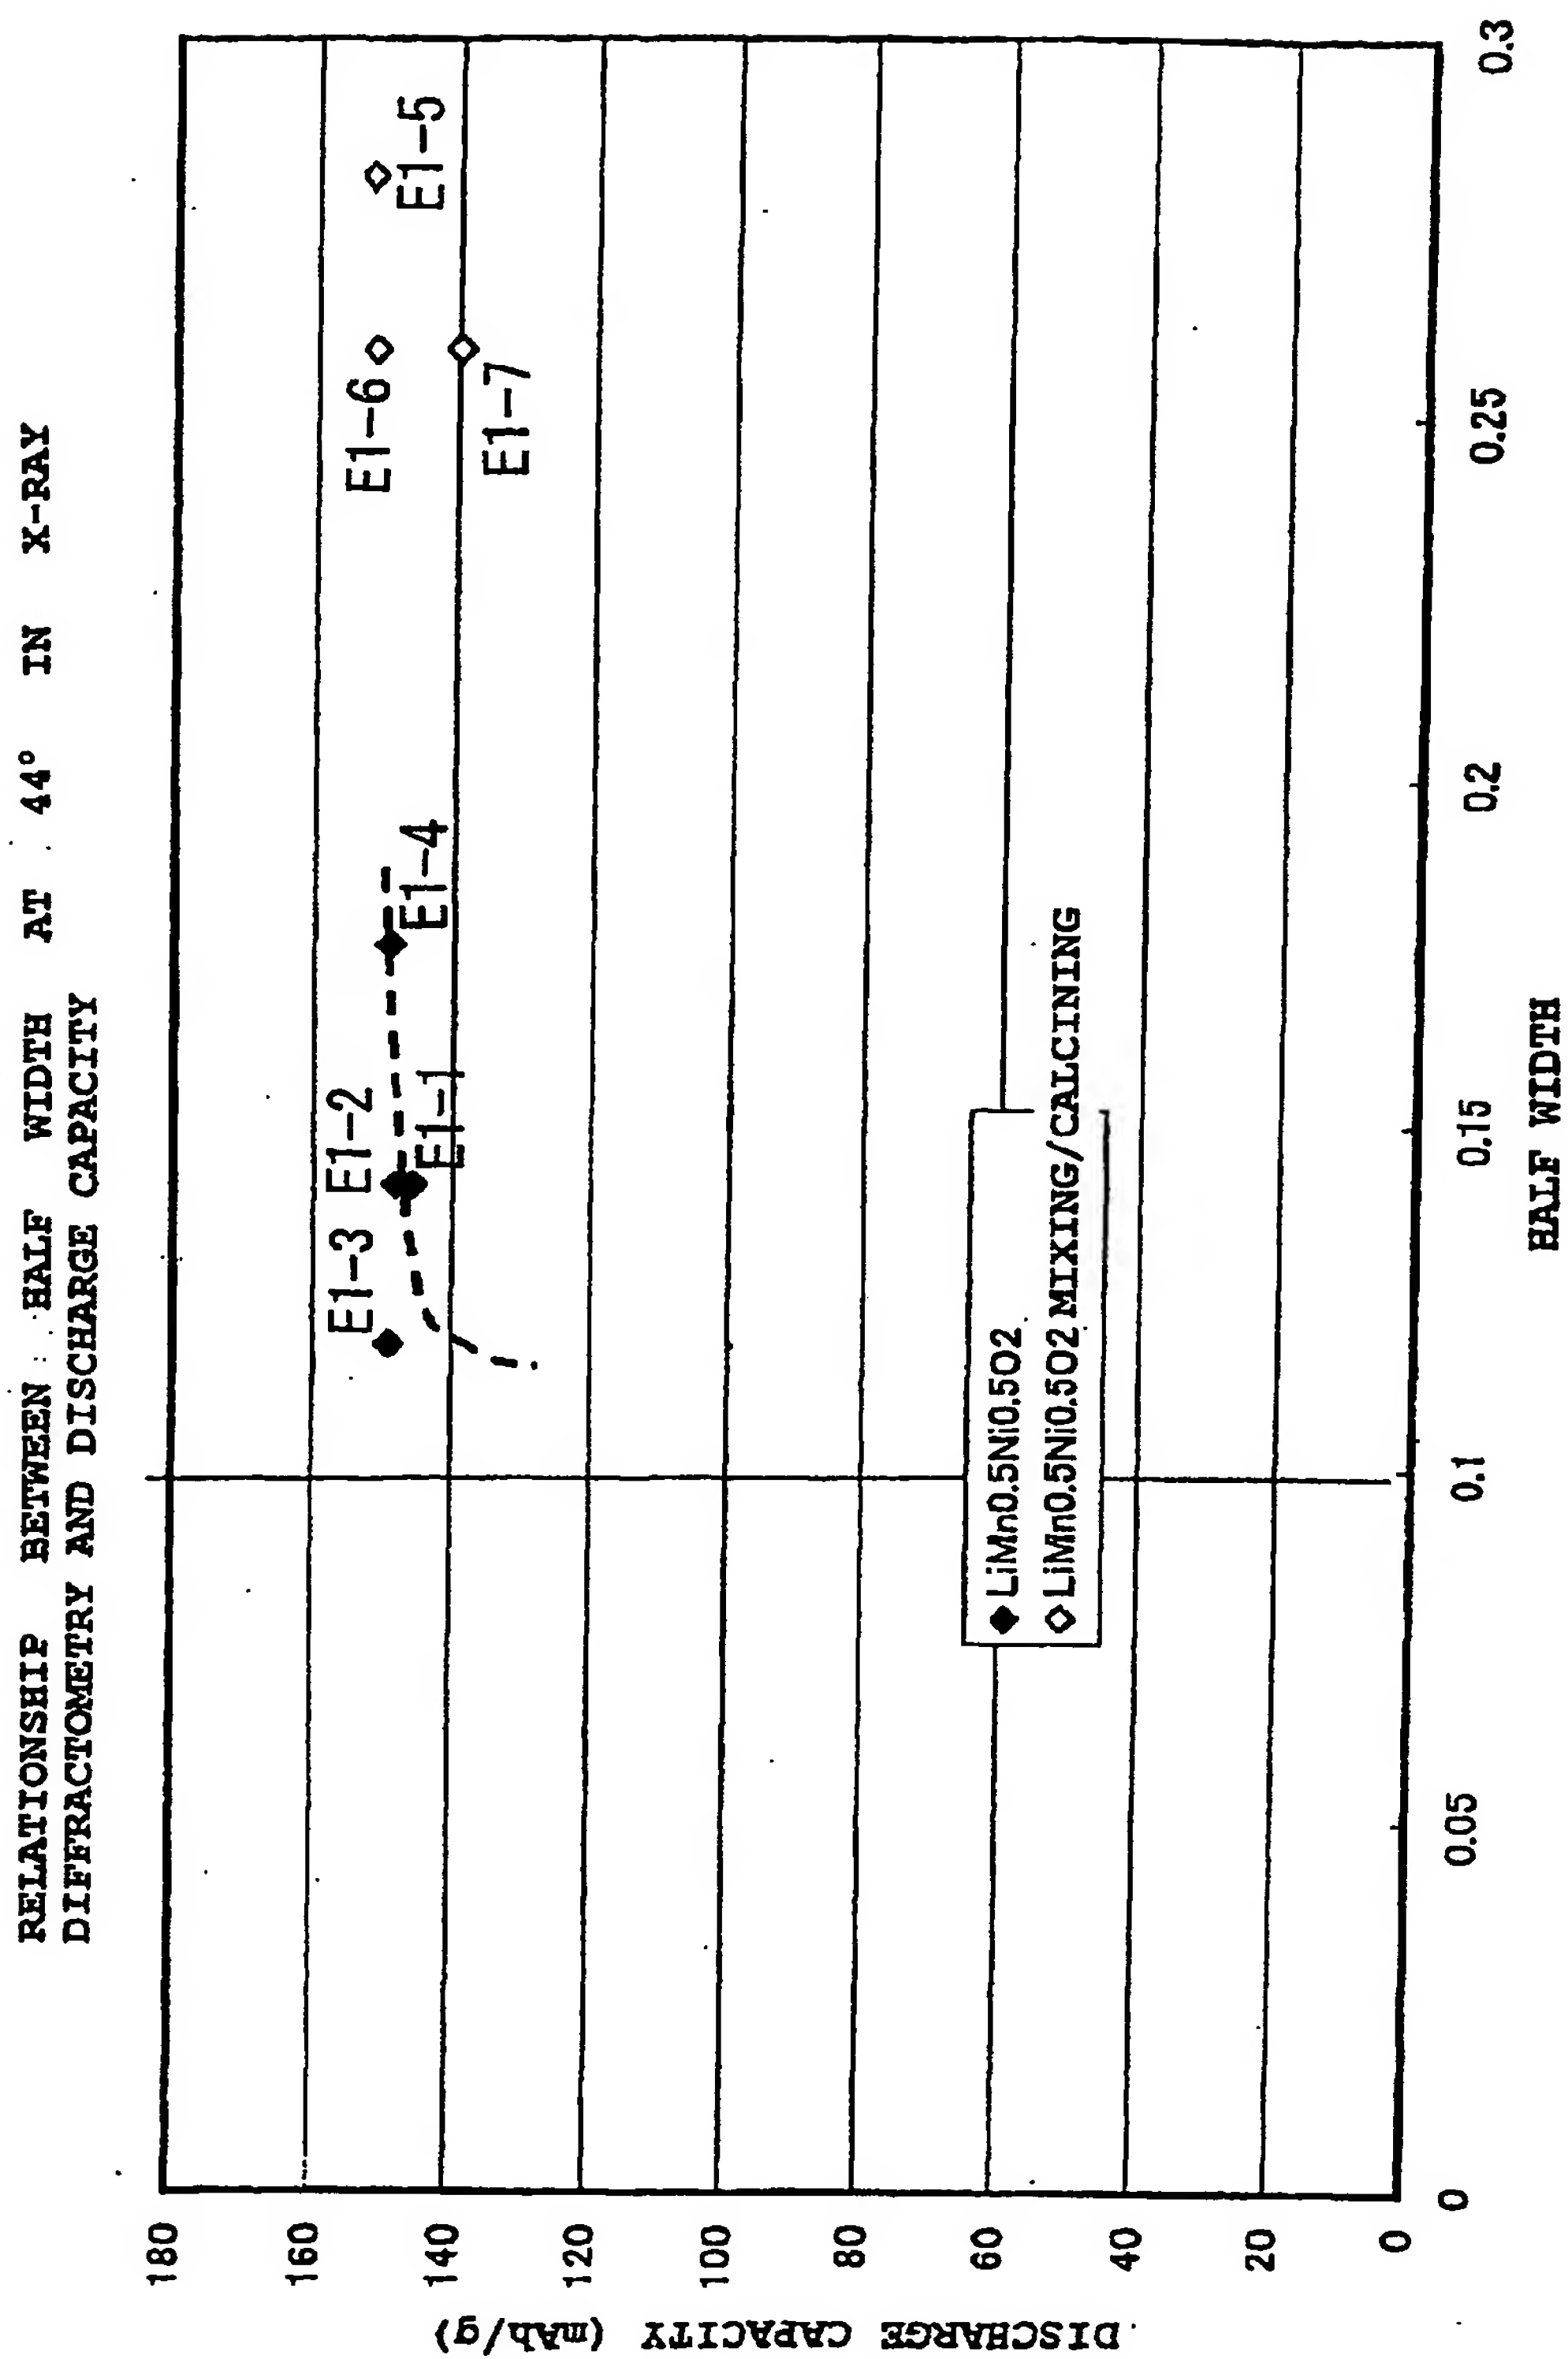 RELATIONSHIP BETWEEN HALF WIDTH AT 44° IN X-RAY
DIFFRACTOMETRY AND DISCHARGE CAPACITY
DISCHARGE CAPACITY (mAh/g)
180
160
140
120
100
80
60
40
20
0
E1-3
E1-2
E1-1
E1-4
E1-6
E1-7
E1-5
LiMn0.5Ni0.5O2
LiMn0.5Ni0.5O2 MIXING/CALCINING
0
0.05
0.1
0.15
0.2
0.25
0.3
HALF WIDTH